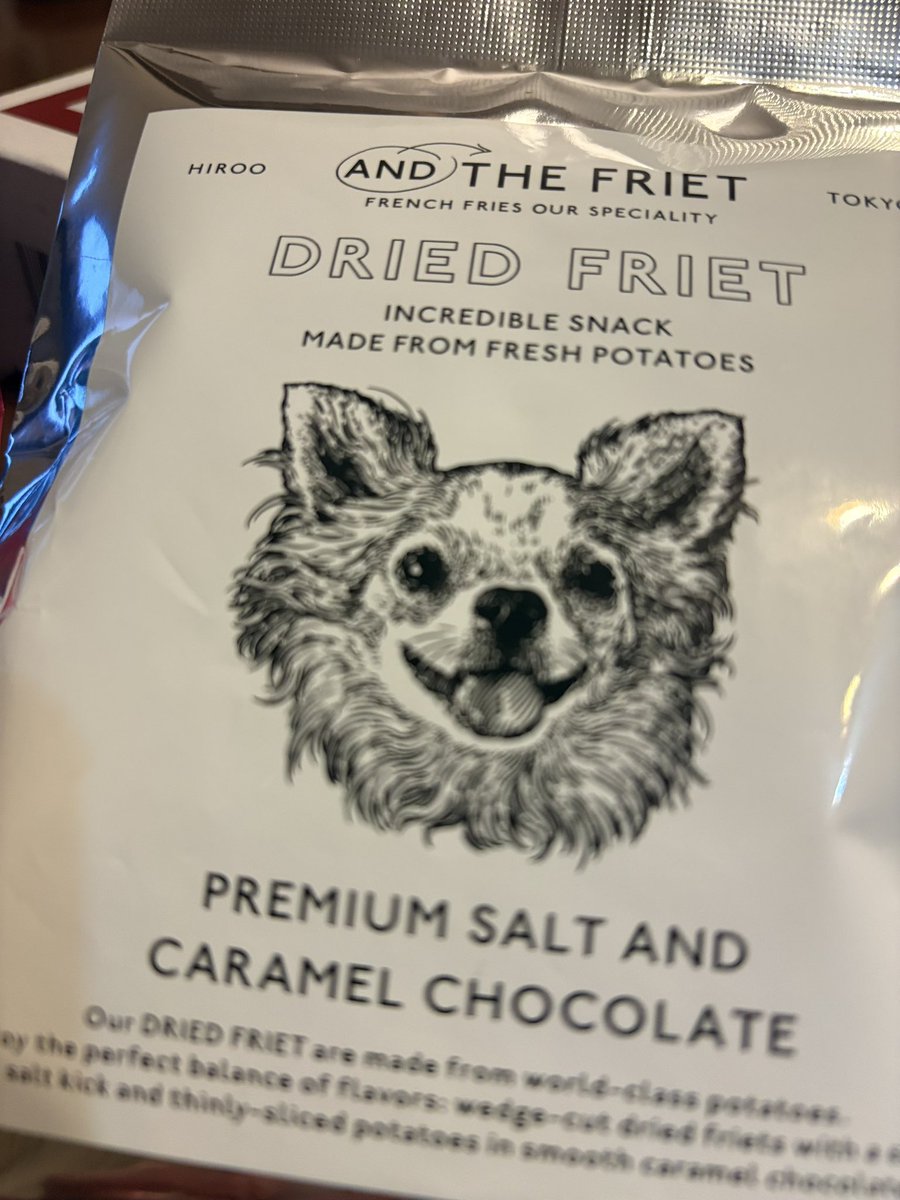 HIROO
AND THE FRIET
TOKYO
FRENCH FRIES OUR SPECIALITY
DRIED FRIET
INCREDIBLE SNACK
MADE FROM FRESH POTATOES
PREMIUM SALT AND
CARAMEL CHOCOLATE
Our DRIED FRIET are made from world-class potatoes.
the perfect balance of flavors: wedge-cut dried friets with a
salt kick and thinly-sliced potatoes in smooth caramel chocolate